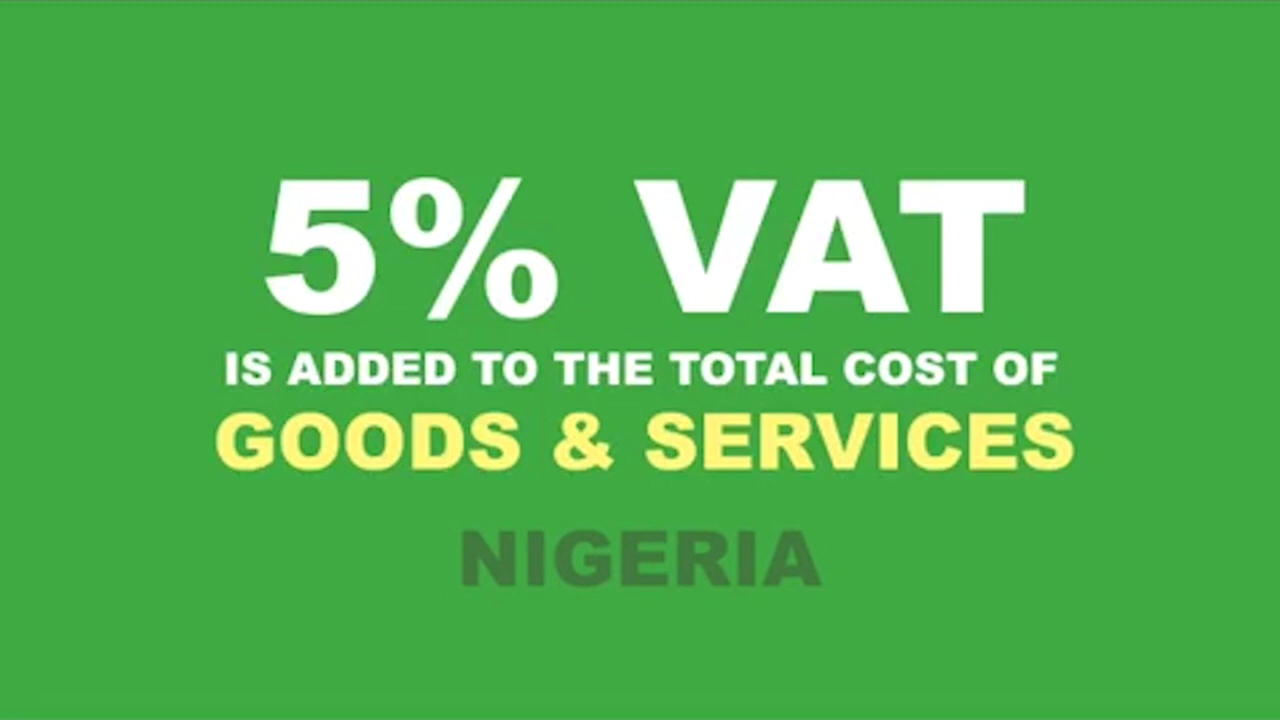 5% VAT
IS ADDED TO THE TOTAL COST OF
GOODS & SERVICES
NIGERIA